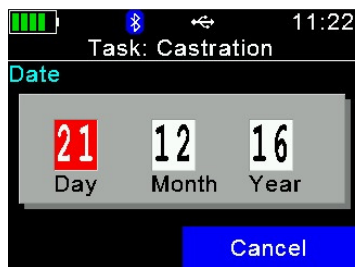 11:22
Task: Castration
Date
21 12 16
Day Month Year
Cancel